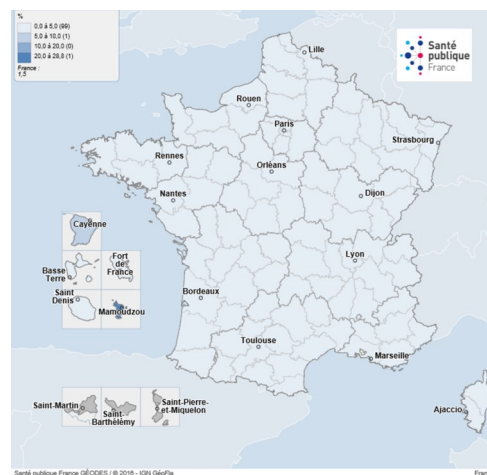 %
0,0 à 5,0 (99)
5,0 à 10,0 (1)
10,0 à 20,0 (0)
20,0 à 28,8 (1)
France :
1,5
Santé
publique
France
Lille
Rouen
Paris
Strasbourg
Rennes
Orléans
Nantes
Dijon
Cayenne
Fort
de
France
Lyon
Basse
Terre
Saint
Denis
Bordeaux
Mamoudzou
Toulouse
Marseille
Saint-Martin
Saint-
Barthélémy
Saint-Pierre-
et-Miquelon
Ajaccio
Santé publique France GÉODES / © 2016 - IGN GéoFla
Fran